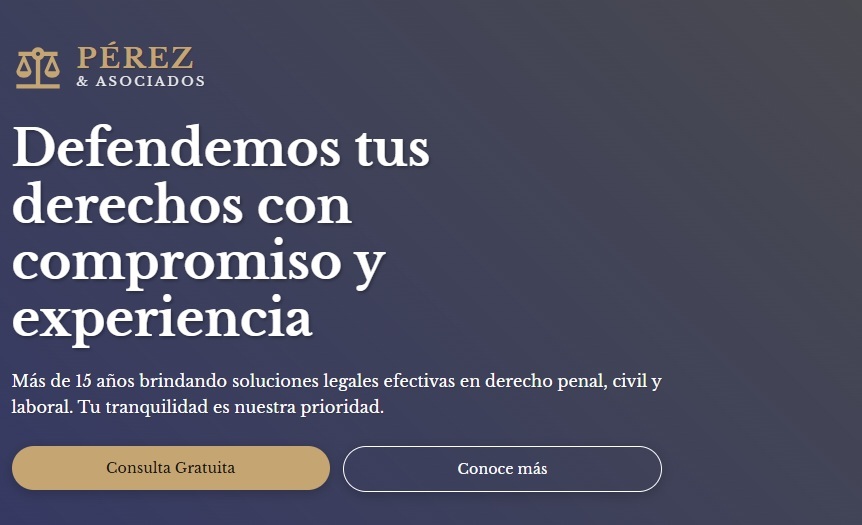 PÉREZ
& ASOCIADOS
Defendemos tus
derechos con
compromiso y
experiencia
Más de 15 años brindando soluciones legales efectivas en derecho penal, civil y
laboral. Tu tranquilidad es nuestra prioridad.
Consulta Gratuita
Conoce más